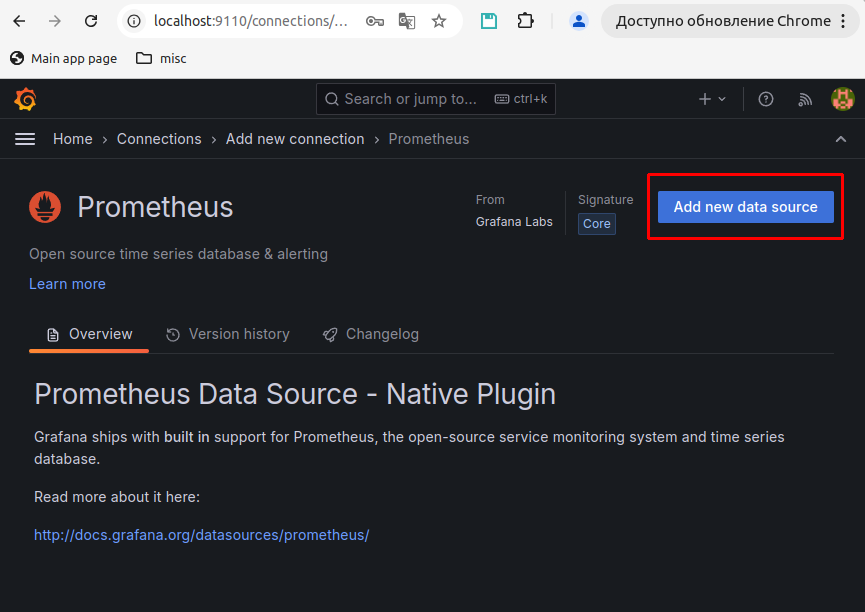 localhost:9110/connections/...
Доступно обновление Chrome
Main app page
misc
Search or jump to...
ctrl+k
Home › Connections › Add new connection › Prometheus
Prometheus
From
Grafana Labs
Signature
Core
Add new data source
Open source time series database & alerting
Learn more
Overview
Version history
Changelog
Prometheus Data Source - Native Plugin
Grafana ships with built in support for Prometheus, the open-source service monitoring system and time series
database.
Read more about it here:
http://docs.grafana.org/datasources/prometheus/